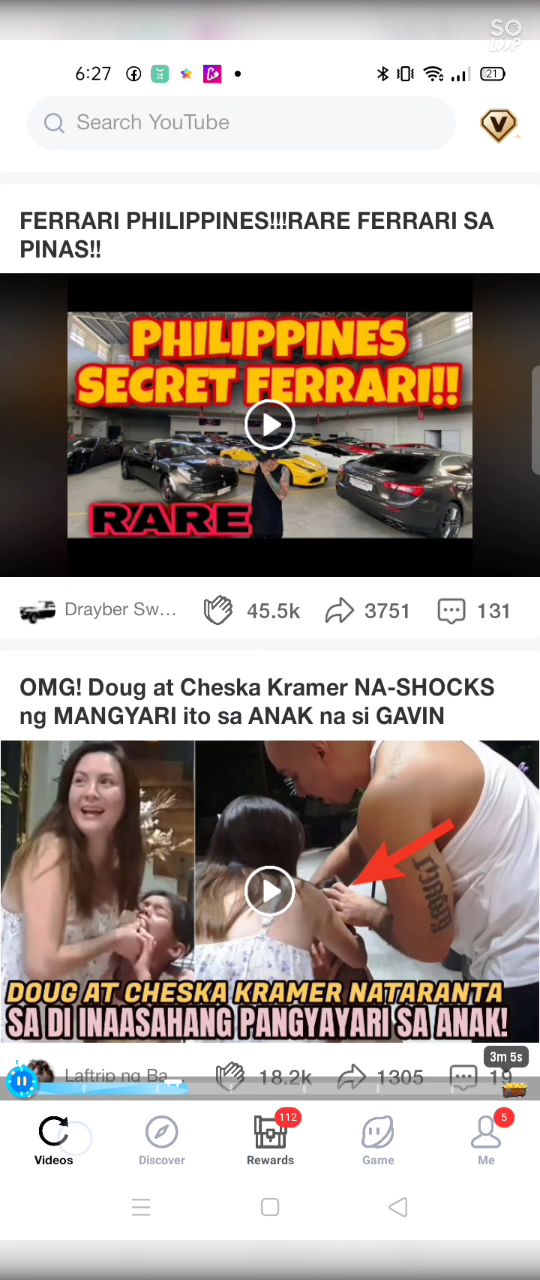 SO
LOOP
6:27
21
Search YouTube
V
FERRARI PHILIPPINES!!!RARE FERRARI SA
PINAS!!
PHILIPPINES
SECRET FERRARI!!
RARE
Drayber Sw...
45.5k
3751
131
OMG! Doug at Cheska Kramer NA-SHOCKS
ng MANGYARI ito sa ANAK na si GAVIN
DOUG AT CHESKA KRAMER NATARANTA
SA DI INAASAHANG PANGYAYARI SA ANAK!
3m 5s
Laftrip ng Ba...
18.2k
1305
19
112
5
Videos
Discover
Rewards
Game
Me